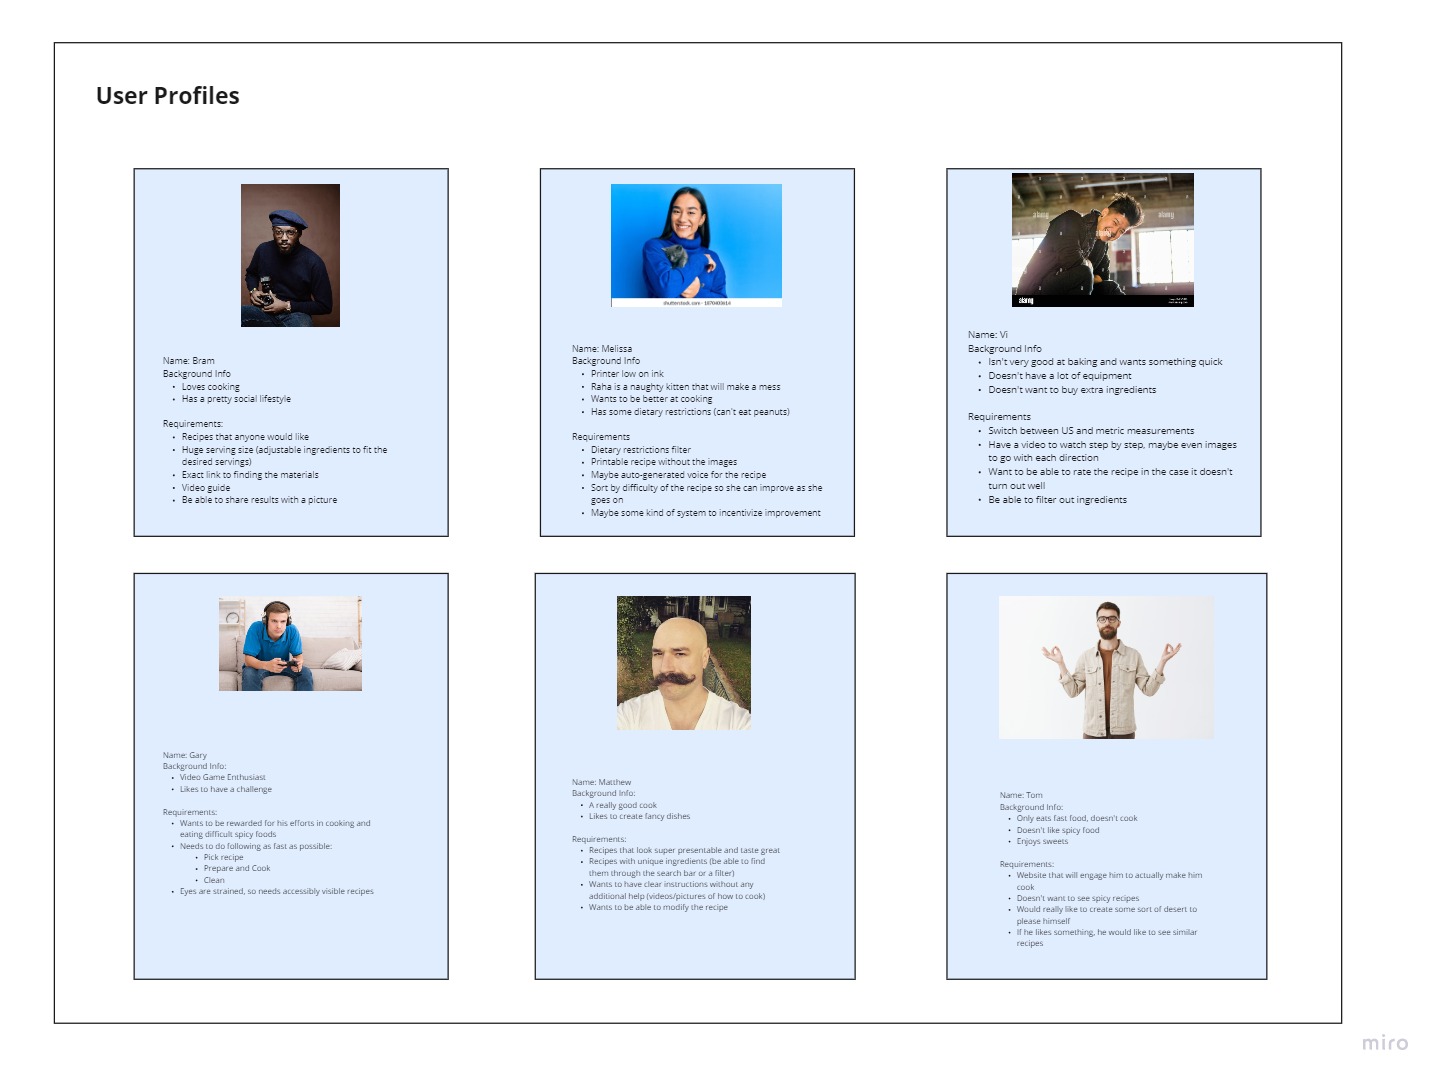 User Profiles
Name: Bram
Background Info
• Loves cooking
• Has a pretty social lifestyle
Requirements:
• Recipes that anyone would like
• Huge serving size (adjustable ingredients to fit the
desired servings)
• Exact link to finding the materials
• Video guide
• Be able to share results with a picture
shutterstock.com · 1870403614
Name: Melissa
Background Info
• Printer low on ink
• Raha is a naughty kitten that will make a mess
• Wants to be better at cooking
• Has some dietary restrictions (can't eat peanuts)
Requirements
• Dietary restrictions filter
• Printable recipe without the images
• Maybe auto-generated voice for the recipe
• Sort by difficulty of the recipe so she can improve as she
goes on
• Maybe some kind of system to incentivize improvement
alamy
alamy
alamy
Name: Vi
Background Info
• Isn't very good at baking and wants something quick
• Doesn't have a lot of equipment
• Doesn't want to buy extra ingredients
Requirements
• Switch between US and metric measurements
• Have a video to watch step by step, maybe even images
to go with each direction
• Want to be able to rate the recipe in the case it doesn't
turn out well
• Be able to filter out ingredients
Name: Gary
Background Info:
• Video Game Enthusiast
• Likes to have a challenge
Requirements:
• Wants to be rewarded for his efforts in cooking and
eating difficult spicy foods
• Needs to do following as fast as possible:
• Pick recipe
• Prepare and Cook
• Clean
• Eyes are strained, so needs accessibly visible recipes
Name: Matthew
Background Info:
• A really good cook
• Likes to create fancy dishes
Requirements:
• Recipes that look super presentable and taste great
• Recipes with unique ingredients (be able to find
them through the search bar or a filter)
• Wants to have clear instructions without any
additional help (videos/pictures of how to cook)
• Wants to be able to modify the recipe
Name: Tom
Background Info:
• Only eats fast food, doesn't cook
• Doesn't like spicy food
• Enjoys sweets
Requirements:
• Website that will engage him to actually make him
cook
• Doesn't want to see spicy recipes
• Would really like to create some sort of desert to
please himself
• If he likes something, he would like to see similar
recipes
miro